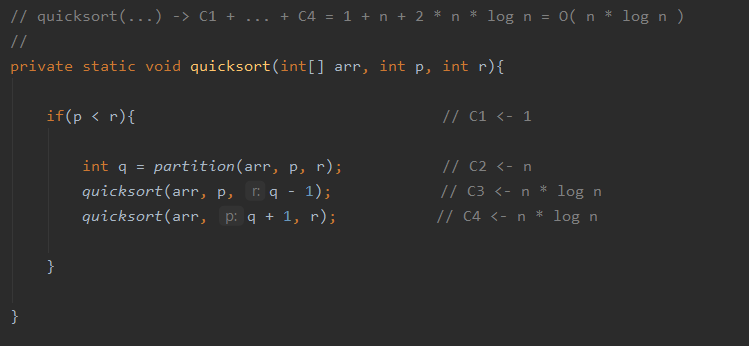 // quicksort(...) -> C1 + ... + C4 = 1 + n + 2 * n * log n = O( n * log n )
//
private static void quicksort(int[] arr, int p, int r){
if(p < r){ // C1 <- 1
int q = partition(arr, p, r); // C2 <- n
quicksort(arr, p, r: q - 1); // C3 <- n * log n
quicksort(arr, p: q + 1, r); // C4 <- n * log n
}
}